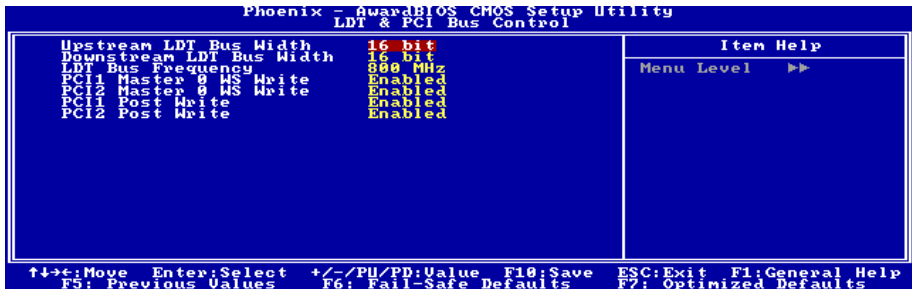 Phoenix - AwardBIOS CMOS Setup Utility
LDT & PCI Bus Control
Upstream LDT Bus Width 16 bit
Downstream LDT Bus Width 16 bit
LDT Bus Frequency 800 MHz
PCI1 Master 0 WS Write Enabled
PCI2 Master 0 WS Write Enabled
PCI1 Post Write Enabled
PCI2 Post Write Enabled
Item Help
Menu Level ▶▶
↑↓→←:Move Enter:Select +/-/PU/PD:Value F10:Save ESC:Exit F1:General Help
F5: Previous Values F6: Fail-Safe Defaults F7: Optimized Defaults